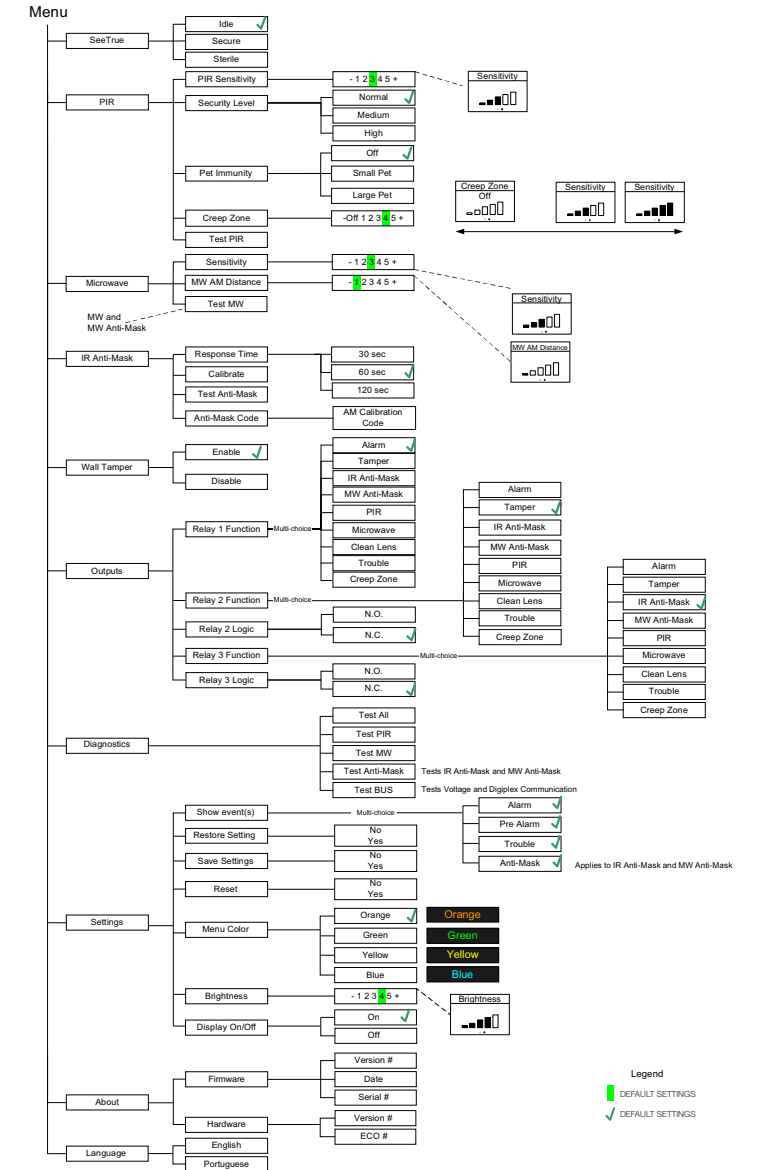 Menu
SeeTrue
Idle
Secure
Sterile
PIR
PIR Sensitivity
- 1 2 3 4 5 +
Sensitivity
Security Level
Normal
Medium
High
Pet Immunity
Off
Small Pet
Large Pet
Creep Zone
-Off 1 2 3 4 5 +
Creep Zone
Off
Sensitivity
Sensitivity
Test PIR
Microwave
Sensitivity
- 1 2 3 4 5 +
MW AM Distance
- 1 2 3 4 5 +
Test MW
MW and
MW Anti-Mask
Sensitivity
MW AM Distance
IR Anti-Mask
Response Time
30 sec
60 sec
120 sec
Calibrate
Test Anti-Mask
Anti-Mask Code
AM Calibration
Code
Wall Tamper
Enable
Disable
Outputs
Relay 1 Function
Multi-choice
Alarm
Tamper
IR Anti-Mask
MW Anti-Mask
PIR
Microwave
Clean Lens
Trouble
Creep Zone
Relay 2 Function
Multi-choice
Alarm
Tamper
IR Anti-Mask
MW Anti-Mask
PIR
Microwave
Clean Lens
Trouble
Creep Zone
Relay 2 Logic
N.O.
N.C.
Relay 3 Function
Multi-choice
Alarm
Tamper
IR Anti-Mask
MW Anti-Mask
PIR
Microwave
Clean Lens
Trouble
Creep Zone
Relay 3 Logic
N.O.
N.C.
Diagnostics
Test All
Test PIR
Test MW
Test Anti-Mask
Tests IR Anti-Mask and MW Anti-Mask
Test BUS
Tests Voltage and Digiplex Communication
Settings
Show event(s)
Multi-choice
Alarm
Pre Alarm
Trouble
Anti-Mask
Applies to IR Anti-Mask and MW Anti-Mask
Restore Setting
No
Yes
Save Settings
No
Yes
Reset
No
Yes
Menu Color
Orange
Orange
Green
Green
Yellow
Yellow
Blue
Blue
Brightness
- 1 2 3 4 5 +
Brightness
Display On/Off
On
Off
About
Firmware
Version #
Date
Serial #
Hardware
Version #
ECO #
Language
English
Portuguese
Legend
DEFAULT SETTINGS
DEFAULT SETTINGS